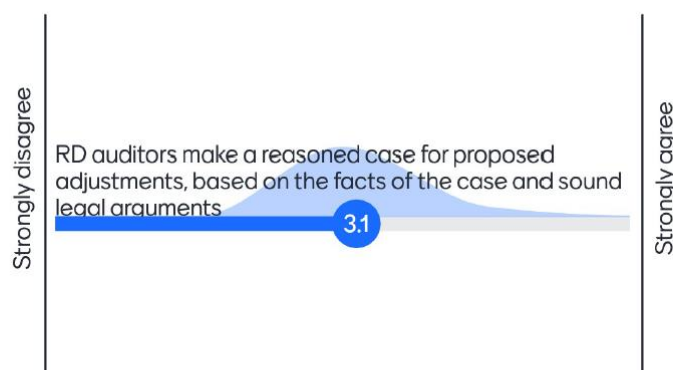 Strongly disagree
RD auditors make a reasoned case for proposed
adjustments, based on the facts of the case and sound
legal arguments
3.1
Strongly agree